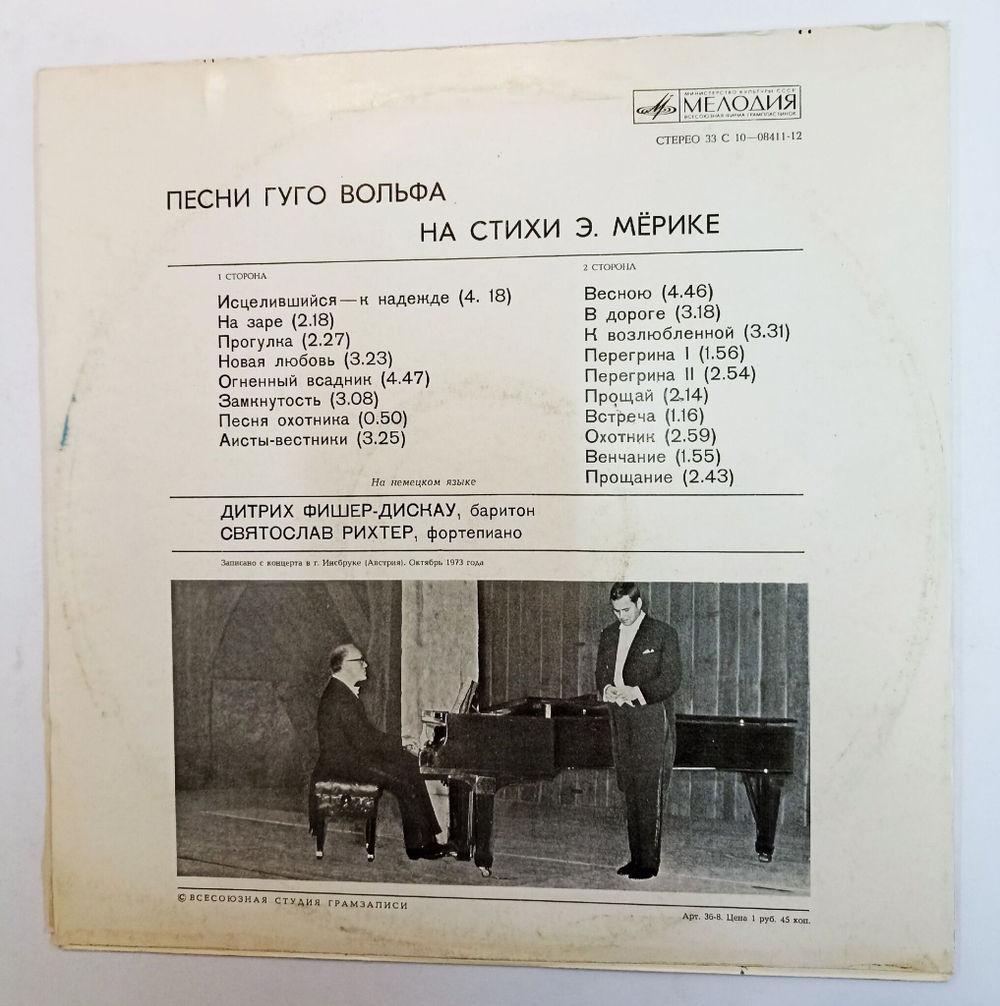 МИНИСТЕРСТВО КУЛЬТУРЫ СССР
МЕЛОДИЯ
ВСЕСОЮЗНАЯ ФИРМА ГРАМПЛАСТИНОК
СТЕРЕО 33 С 10—08411-12
ПЕСНИ ГУГО ВОЛЬФА
НА СТИХИ Э. МЁРИКЕ
1 СТОРОНА
Исцелившийся — к надежде (4. 18)
На заре (2.18)
Прогулка (2.27)
Новая любовь (3.23)
Огненный всадник (4.47)
Замкнутость (3.08)
Песня охотника (0.50)
Аисты-вестники (3.25)
2 СТОРОНА
Весною (4.46)
В дороге (3.18)
К возлюбленной (3.31)
Перегрина I (1.56)
Перегрина II (2.54)
Прощай (2.14)
Встреча (1.16)
Охотник (2.59)
Венчание (1.55)
Прощание (2.43)
На немецком языке
ДИТРИХ ФИШЕР-ДИСКАУ, баритон
СВЯТОСЛАВ РИХТЕР, фортепиано
Записано с концерта в г. Инсбруке (Австрия). Октябрь 1973 года
© ВСЕСОЮЗНАЯ СТУДИЯ ГРАМЗАПИСИ
Арт. 36-8. Цена 1 руб. 45 коп.